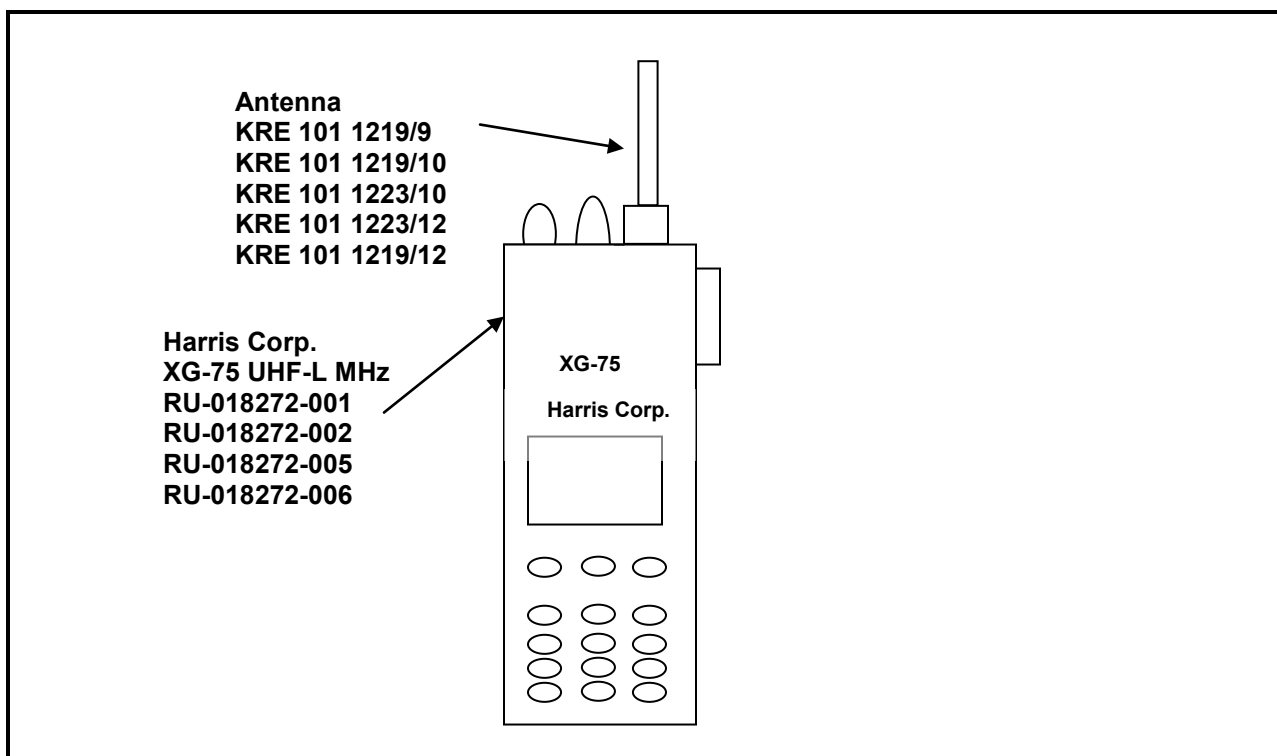 Antenna
KRE 101 1219/9
KRE 101 1219/10
KRE 101 1223/10
KRE 101 1223/12
KRE 101 1219/12
Harris Corp.
XG-75 UHF-L MHz
RU-018272-001
RU-018272-002
RU-018272-005
RU-018272-006
XG-75
Harris Corp.